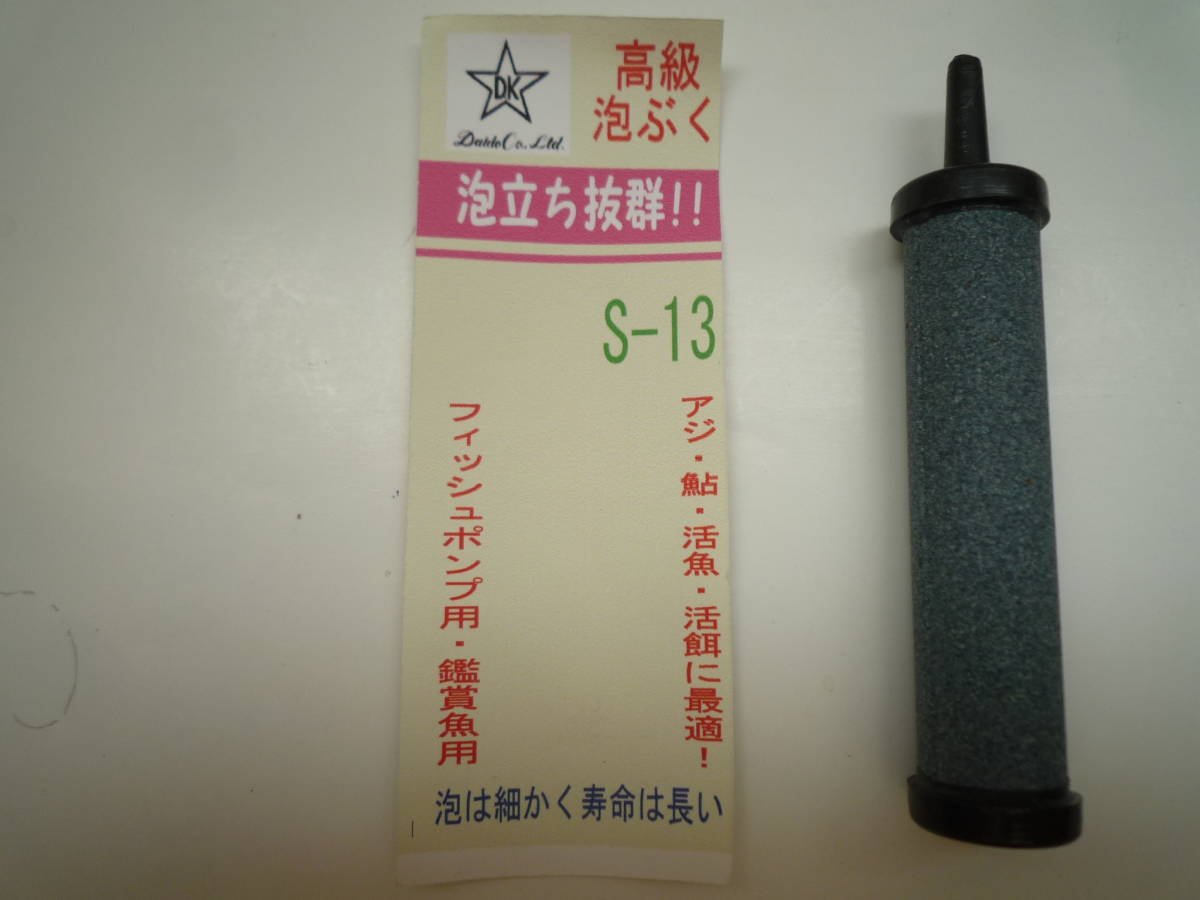 DK
Daido Co., Ltd.
高級
泡ぶく
泡立ち抜群!!
S-13
アジ・鮎・活魚・活餌に最適!
フィッシュポンプ用・鑑賞魚用
泡は細かく寿命は長い